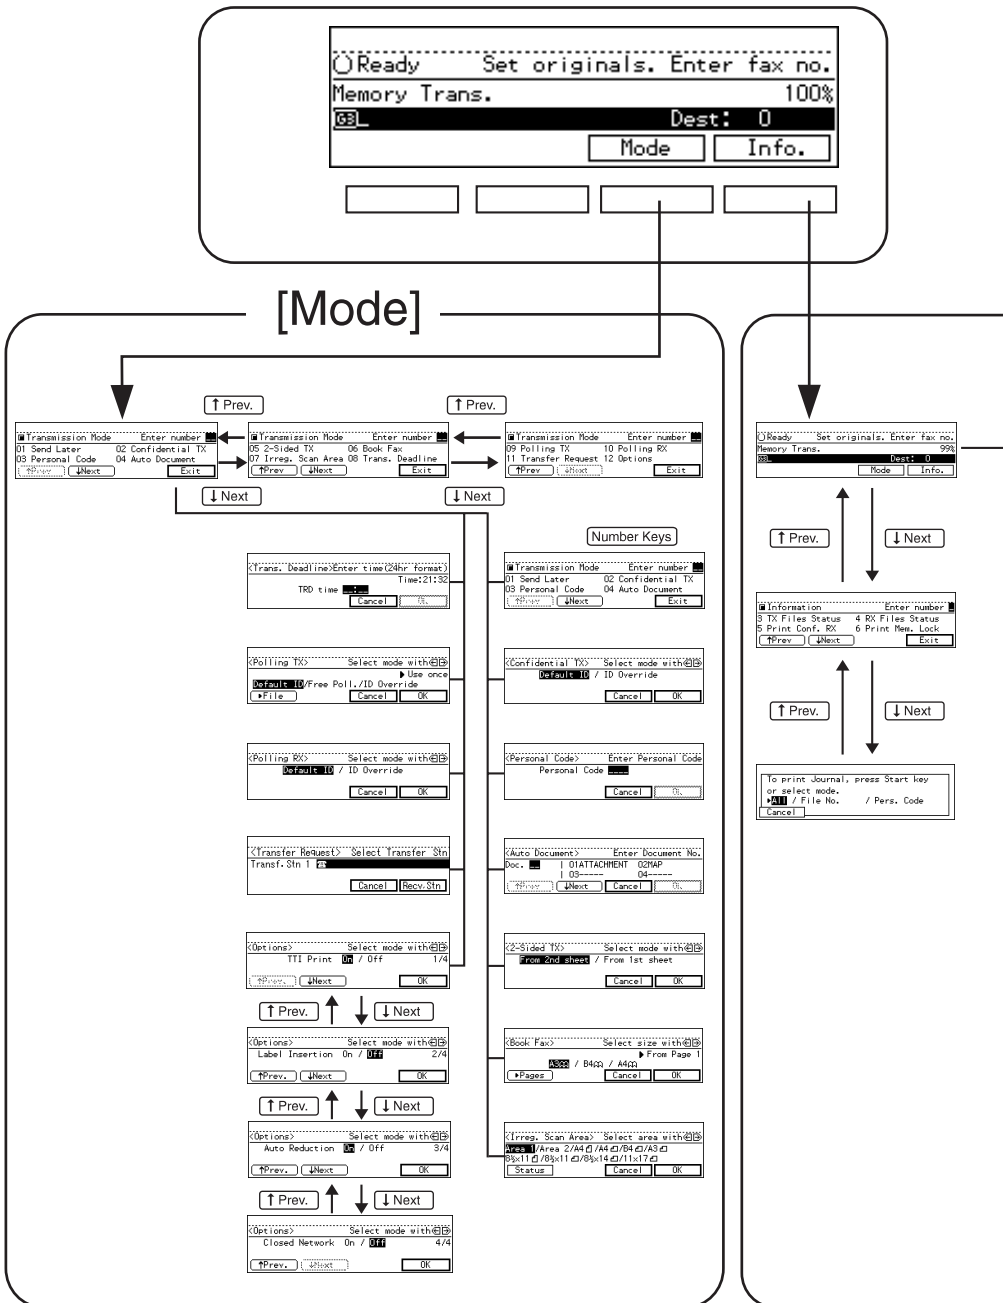 Ready Set originals. Enter fax no.
Memory Trans. 100%
G3 Dest: 0
Mode Info.
[Mode]
↑ Prev. ↑ Prev.
Transmission Mode Enter number
01 Send Later 02 Confidential TX
03 Personal Code 04 Auto Document
↑Prev ↓Next Exit
Transmission Mode Enter number
05 2-Sided TX 06 Book Fax
07 Irreg. Scan Area 08 Trans. Deadline
↑Prev ↓Next Exit
Transmission Mode Enter number
09 Polling TX 10 Polling RX
11 Transfer Request 12 Options
↑Prev ↓Next Exit
↓ Next ↓ Next
Number Keys
<Trans. Deadline>Enter time(24hr format)
Time:21:32
TRD time __:__
Cancel
<Polling TX> Select mode with←→
▶Use once
Default ID/Free Poll./ID Override
▶File Cancel OK
<Polling RX> Select mode with←→
Default ID / ID Override
Cancel OK
<Transfer Request> Select Transfer Stn
Transf.Stn 1 ☎
Cancel Recv.Stn
<Options> Select mode with←→
TTI Print On / Off 1/4
↑Prev. ↓Next OK
↑ Prev. ↓ Next
<Options> Select mode with←→
Label Insertion On / Off 2/4
↑Prev. ↓Next OK
↑ Prev. ↓ Next
<Options> Select mode with←→
Auto Reduction On / Off 3/4
↑Prev. ↓Next OK
↑ Prev. ↓ Next
<Options> Select mode with←→
Closed Network On / Off 4/4
↑Prev. ↓Next OK
Transmission Mode Enter number
01 Send Later 02 Confidential TX
03 Personal Code 04 Auto Document
↑Prev ↓Next Exit
<Confidential TX> Select mode with←→
Default ID / ID Override
Cancel OK
<Personal Code> Enter Personal Code
Personal Code ____
Cancel
<Auto Document> Enter Document No.
Doc. __ | 01ATTACHMENT 02MAP
| 03----- 04-----
↑Prev ↓Next Cancel
<2-Sided TX> Select mode with←→
From 2nd sheet / From 1st sheet
Cancel OK
<Book Fax> Select size with←→
▶From Page 1
A3 / B4 / A4
▶Pages Cancel OK
<Irreg. Scan Area> Select area with←→
Area 1/Area 2/A4/A4/B4/A3
8½x11/8½x11/8½x14/11x17
Status Cancel OK
Ready Set originals. Enter fax no.
Memory Trans. 99%
G3 Dest: 0
Mode Info.
↑ Prev. ↓ Next
Information Enter number
3 TX Files Status 4 RX Files Status
5 Print Conf. RX 6 Print Mem. Lock
↑Prev ↓Next Exit
↑ Prev. ↓ Next
To print Journal, press Start key
or select mode.
▶All / File No. / Pers. Code
Cancel